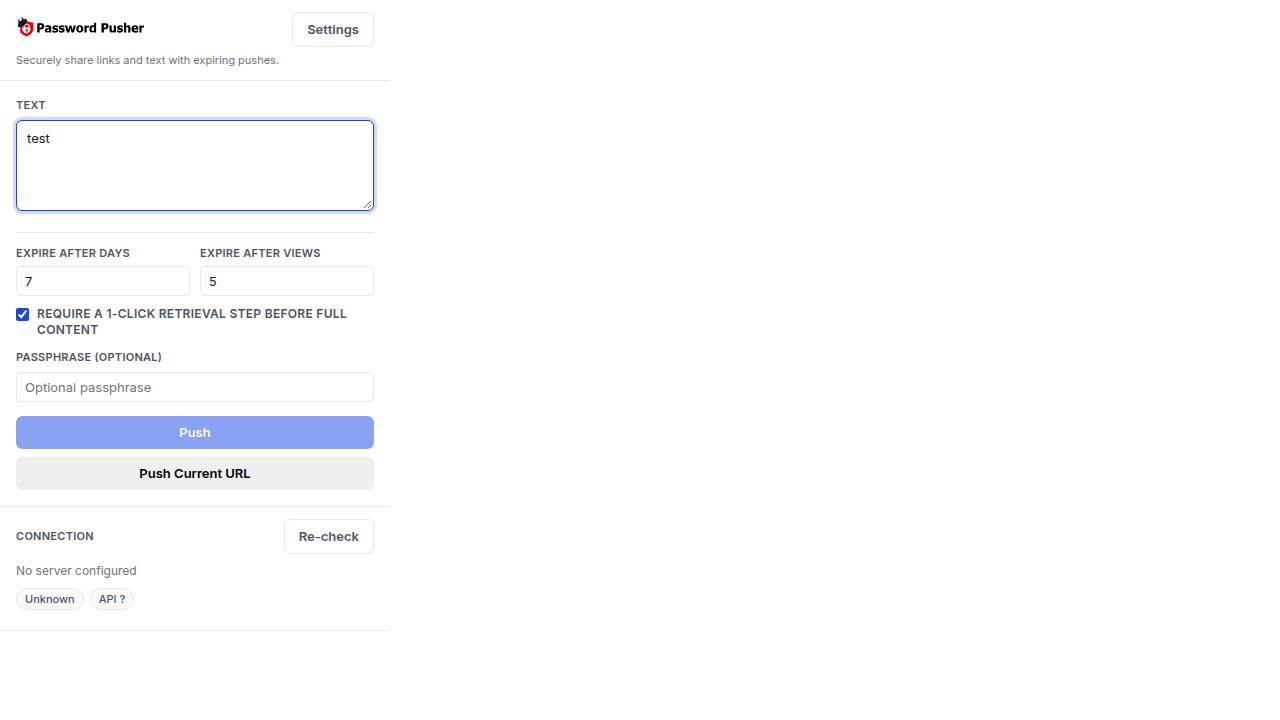 Password Pusher
Settings
Securely share links and text with expiring pushes.
TEXT
test
EXPIRE AFTER DAYS
EXPIRE AFTER VIEWS
7
5
REQUIRE A 1-CLICK RETRIEVAL STEP BEFORE FULL
CONTENT
PASSPHRASE (OPTIONAL)
Optional passphrase
Push
Push Current URL
CONNECTION
Re-check
No server configured
Unknown
API ?